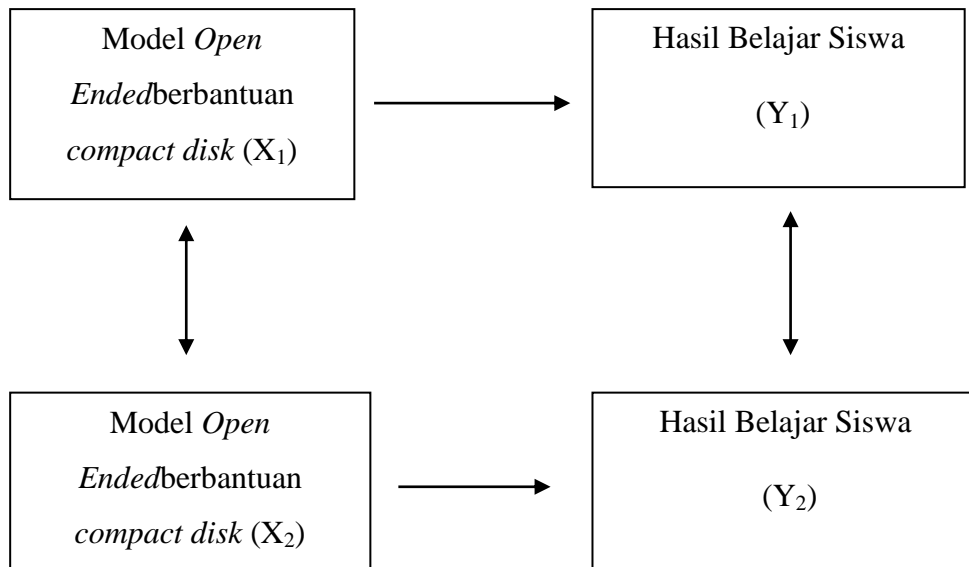 Model Open
Endedberbantuan
compact disk (X₁)
Hasil Belajar Siswa
(Y₁)
Model Open
Endedberbantuan
compact disk (X₂)
Hasil Belajar Siswa
(Y₂)